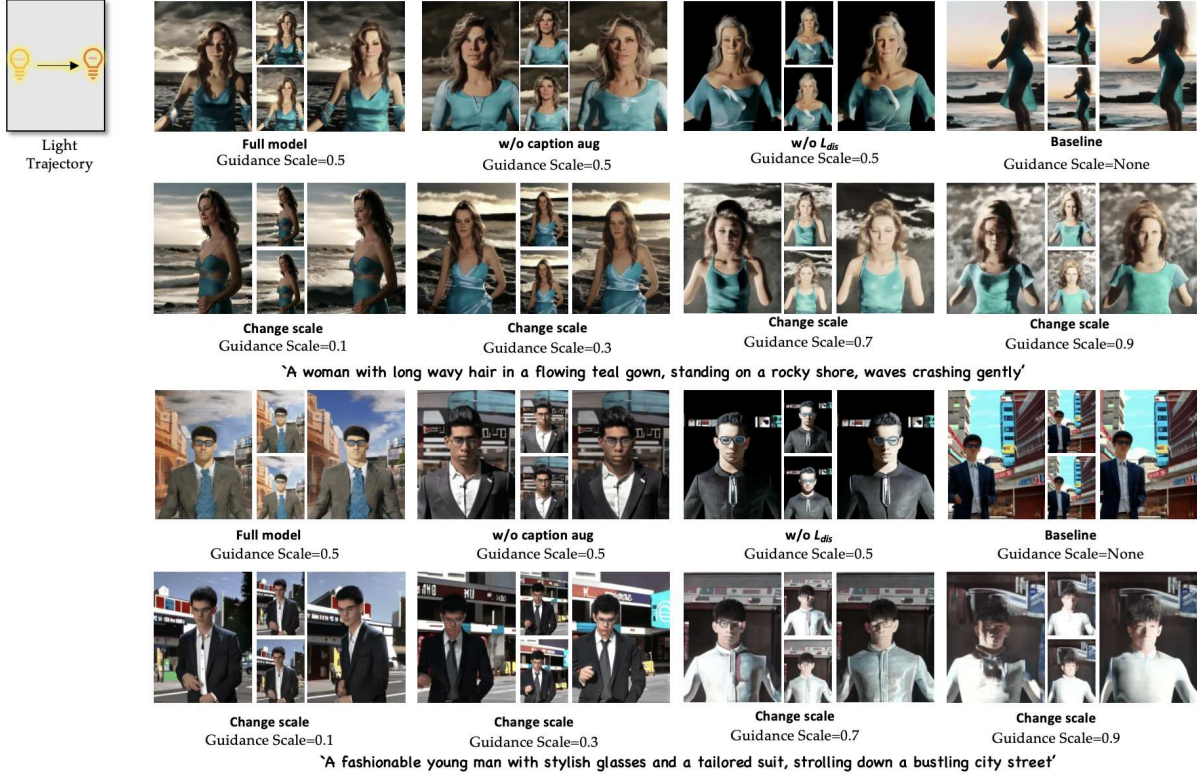 Light
Trajectory
Full model
Guidance Scale=0.5
w/o caption aug
Guidance Scale=0.5
w/o Ldis
Guidance Scale=0.5
Baseline
Guidance Scale=None
Change scale
Guidance Scale=0.1
Change scale
Guidance Scale=0.3
Change scale
Guidance Scale=0.7
Change scale
Guidance Scale=0.9
`A woman with long wavy hair in a flowing teal gown, standing on a rocky shore, waves crashing gently'
Full model
Guidance Scale=0.5
w/o caption aug
Guidance Scale=0.5
w/o Ldis
Guidance Scale=0.5
Baseline
Guidance Scale=None
Change scale
Guidance Scale=0.1
Change scale
Guidance Scale=0.3
Change scale
Guidance Scale=0.7
Change scale
Guidance Scale=0.9
`A fashionable young man with stylish glasses and a tailored suit, strolling down a bustling city street'